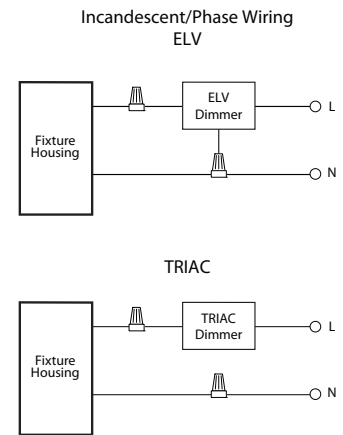 Incandescent/Phase Wiring
ELV
ELV
Dimmer
L
Fixture
Housing
N
TRIAC
TRIAC
Dimmer
L
Fixture
Housing
N